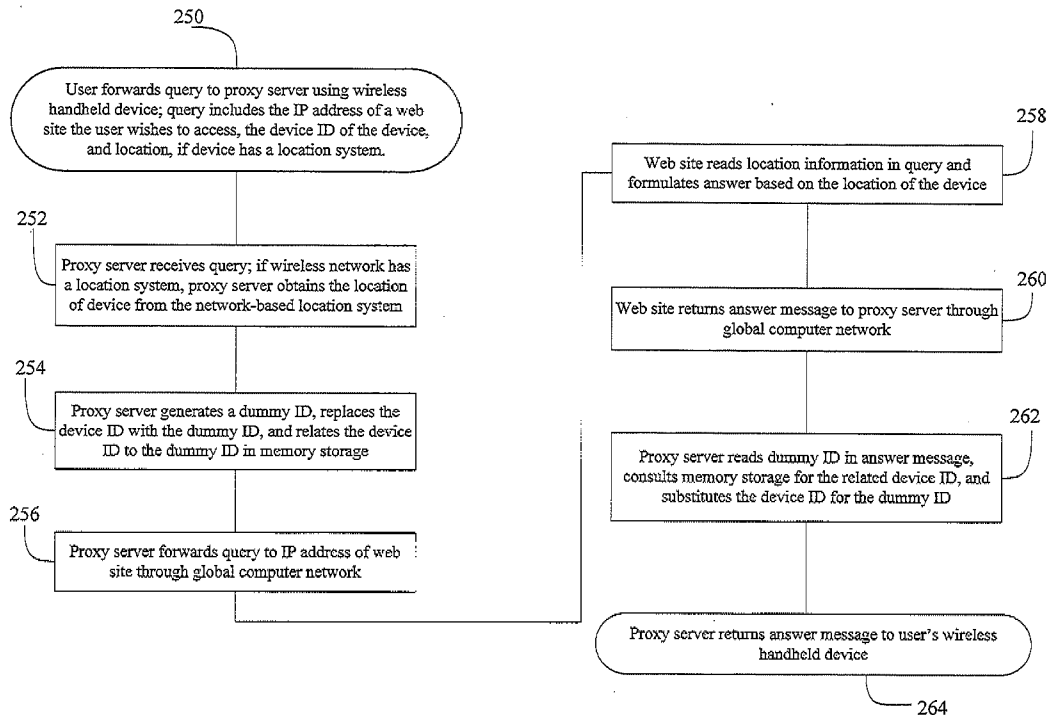 250
User forwards query to proxy server using wireless
handheld device; query includes the IP address of a web
site the user wishes to access, the device ID of the device,
and location, if device has a location system.
252
Proxy server receives query; if wireless network has
a location system, proxy server obtains the location
of device from the network-based location system
254
Proxy server generates a dummy ID, replaces the
device ID with the dummy ID, and relates the device
ID to the dummy ID in memory storage
256
Proxy server forwards query to IP address of web
site through global computer network
258
Web site reads location information in query and
formulates answer based on the location of the device
260
Web site returns answer message to proxy server through
global computer network
262
Proxy server reads dummy ID in answer message,
consults memory storage for the related device ID, and
substitutes the device ID for the dummy ID
Proxy server returns answer message to user's wireless
handheld device
264